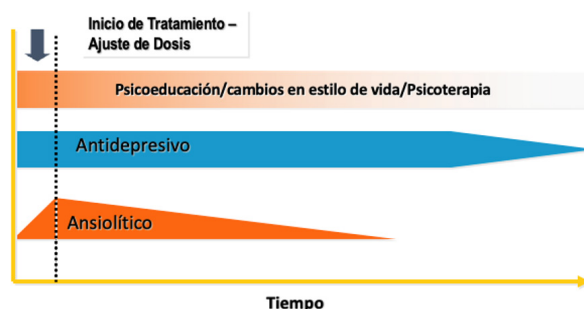 Inicio de Tratamiento –
Ajuste de Dosis
Psicoeducación/cambios en estilo de vida/Psicoterapia
Antidepresivo
Ansiolítico
Tiempo